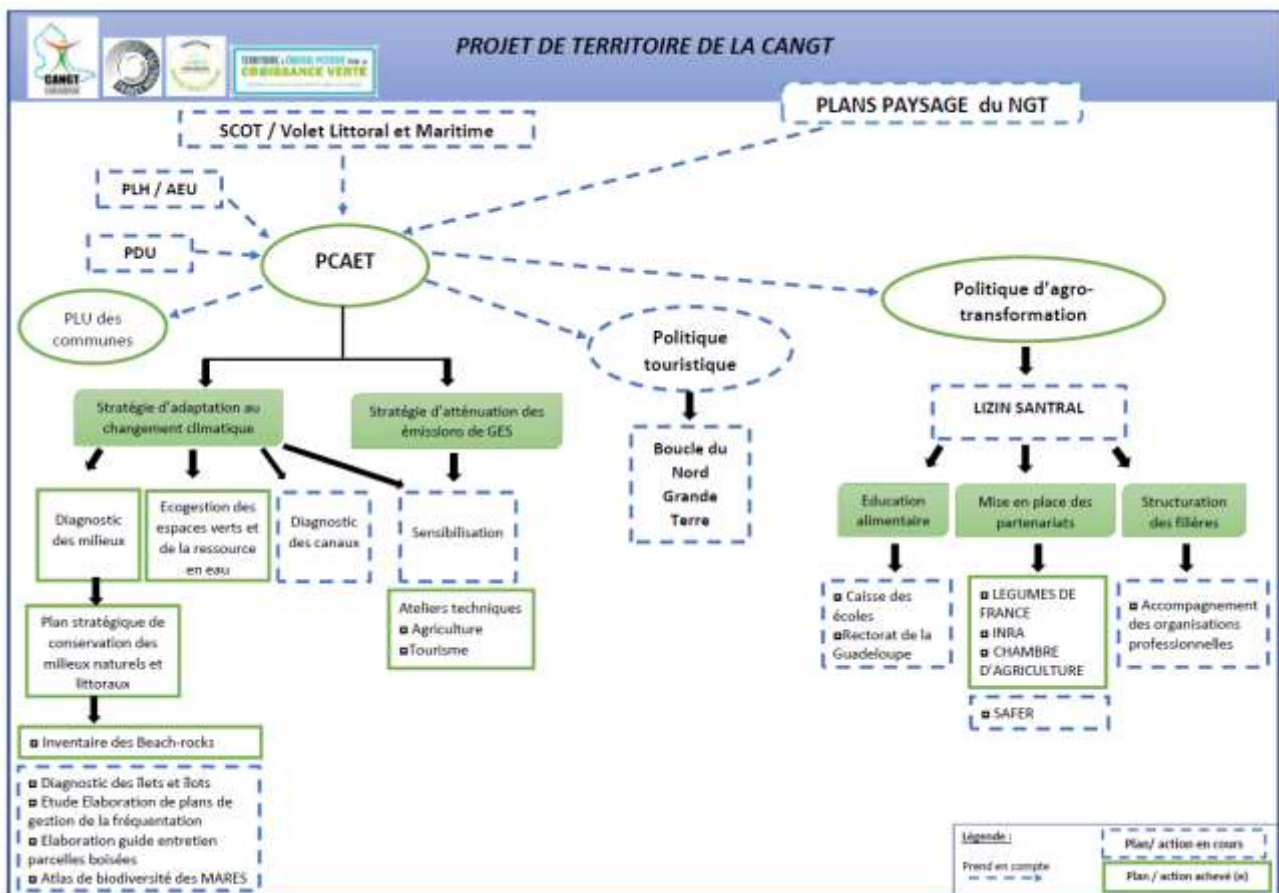 PROJET DE TERRITOIRE DE LA CANGT
CANGT
TERRITOIRE À ÉNERGIE POSITIVE POUR LA
CROISSANCE VERTE
PLANS PAYSAGE du NGT
SCOT / Volet Littoral et Maritime
PLH / AEU
PDU
PCAET
PLU des
communes
Politique
touristique
Politique d'agro-
transformation
Stratégie d'adaptation au
changement climatique
Stratégie d'atténuation des
émissions de GES
Boucle du
Nord
Grande
Terre
LIZIN SANTRAL
Diagnostic
des milieux
Ecogestion des
espaces verts et
de la ressource
en eau
Diagnostic
des canaux
Sensibilisation
Education
alimentaire
Mise en place des
partenariats
Structuration
des filières
Plan stratégique de
conservation des
milieux naturels et
littoraux
Ateliers techniques
Agriculture
Tourisme
Caisse des
écoles
Rectorat de la
Guadeloupe
LEGUMES DE
FRANCE
INRA
CHAMBRE
D'AGRICULTURE
SAFER
Accompagnement
des organisations
professionnelles
Inventaire des Beach-rocks
Diagnostic des îlets et îlots
Etude Elaboration de plans de
gestion de la fréquentation
Elaboration guide entretien
parcelles boisées
Atlas de biodiversité des MARES
Légende :
Prend en compte
Plan/ action en cours
Plan / action achevé (e)